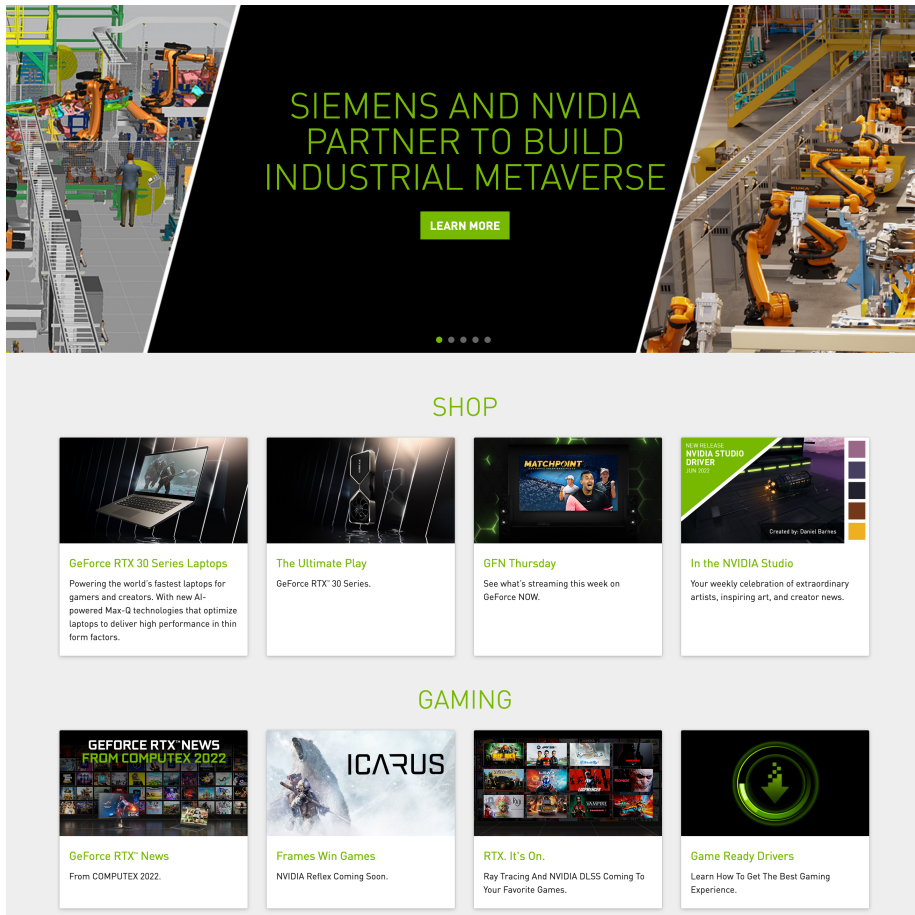 SIEMENS AND NVIDIA
PARTNER TO BUILD
INDUSTRIAL METAVERSE
LEARN MORE
KUKA
SHOP
MATCHPOINT
NEW RELEASE
NVIDIA STUDIO
DRIVER
JUN 2022
Created by: Daniel Barnes
GeForce RTX 30 Series Laptops
Powering the world's fastest laptops for
gamers and creators. With new AI-
powered Max-Q technologies that optimize
laptops to deliver high performance in thin
form factors.
The Ultimate Play
GeForce RTX™ 30 Series.
GFN Thursday
See what's streaming this week on
GeForce NOW.
In the NVIDIA Studio
Your weekly celebration of extraordinary
artists, inspiring art, and creator news.
GAMING
GEFORCE RTX™ NEWS
FROM COMPUTEX 2022
ICARUS
VAMPIRE
GeForce RTX™ News
From COMPUTEX 2022.
Frames Win Games
NVIDIA Reflex Coming Soon.
RTX. It's On.
Ray Tracing And NVIDIA DLSS Coming To
Your Favorite Games.
Game Ready Drivers
Learn How To Get The Best Gaming
Experience.